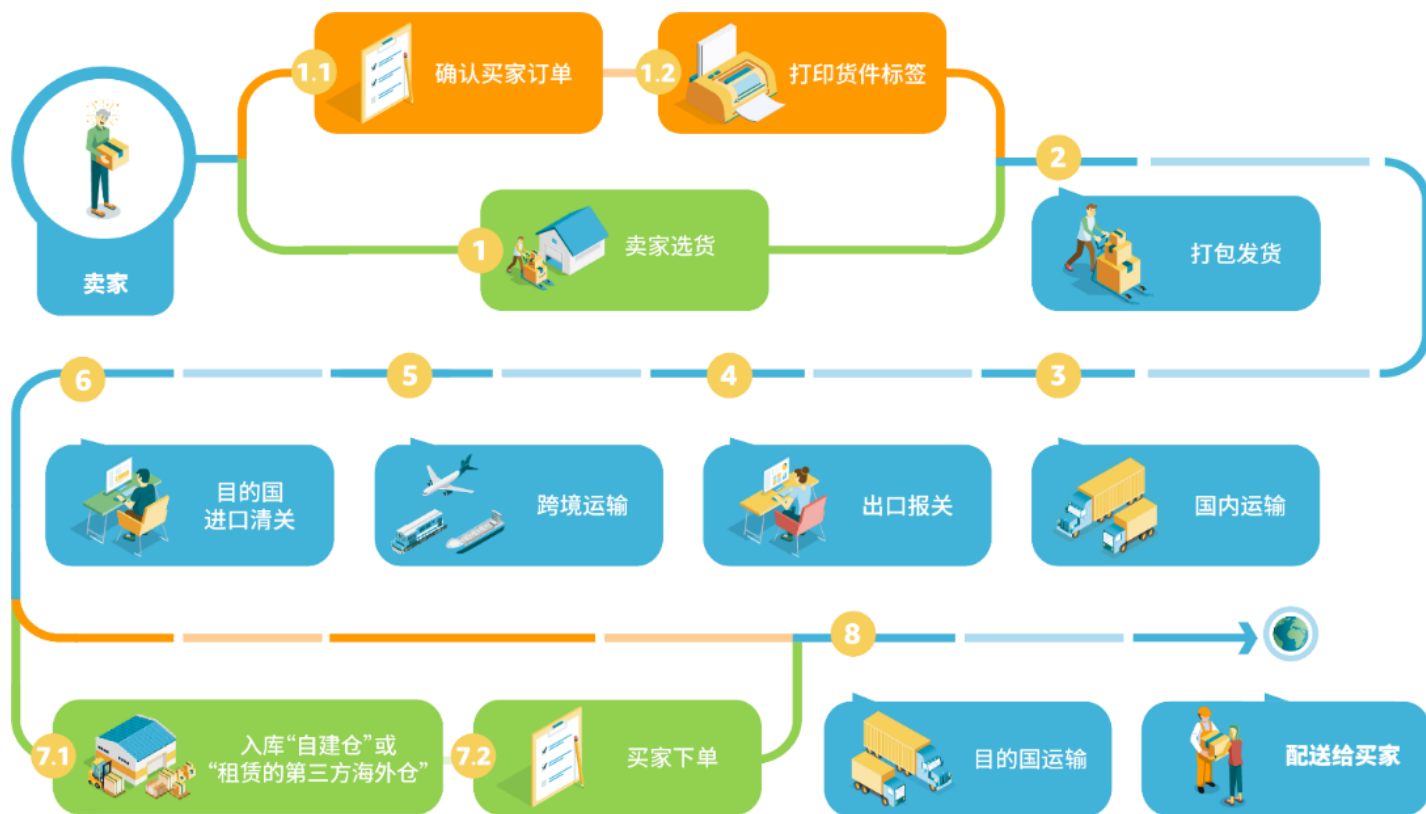 1.1
确认买家订单
1.2
打印货件标签
卖家
1
卖家选货
2
打包发货
6
5
4
3
目的国
进口清关
跨境运输
出口报关
国内运输
8
7.1
入库“自建仓”或
“租赁的第三方海外仓”
7.2
买家下单
目的国运输
配送给买家